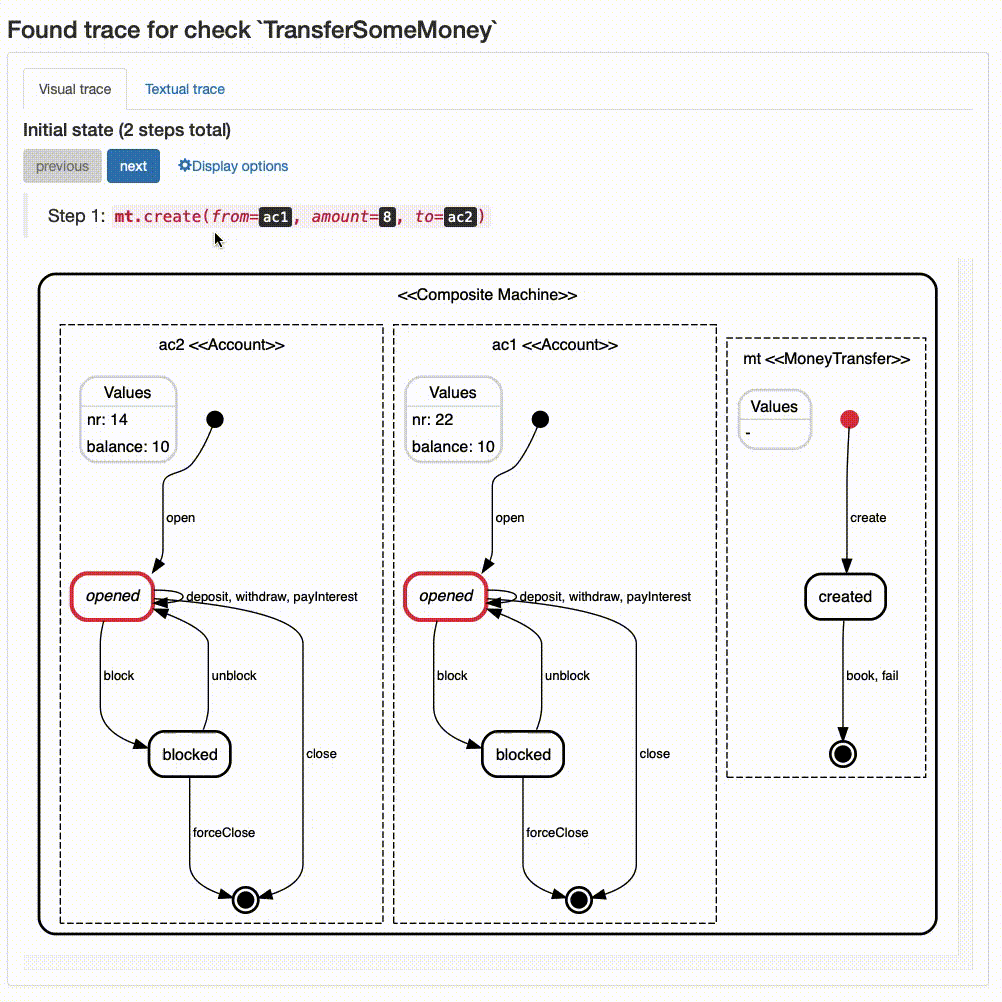 Found trace for check `TransferSomeMoney`
Visual trace
Textual trace
Initial state (2 steps total)
previous
next
Display options
Step 1: mt.create(from=ac1, amount=8, to=ac2)
<<Composite Machine>>
ac2 <<Account>>
Values
nr: 14
balance: 10
open
opened
deposit, withdraw, payInterest
block
unblock
blocked
close
forceClose
ac1 <<Account>>
Values
nr: 22
balance: 10
open
opened
deposit, withdraw, payInterest
block
unblock
blocked
close
forceClose
mt <<MoneyTransfer>>
Values
-
create
created
book, fail